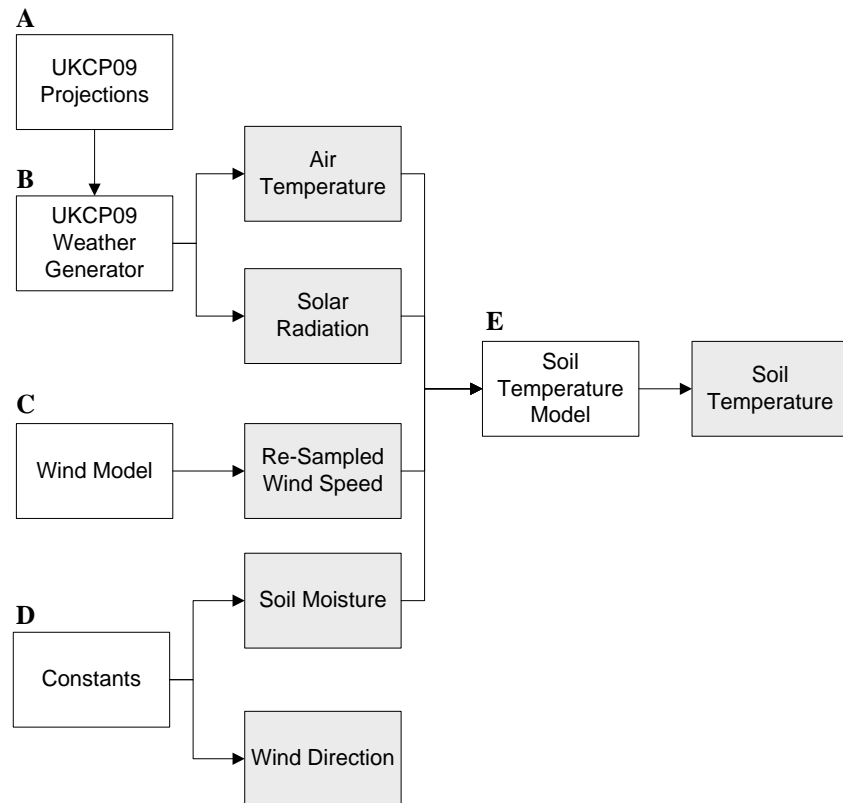 A
UKCP09
Projections
B
UKCP09
Weather
Generator
Air
Temperature
Solar
Radiation
C
Wind Model
Re-Sampled
Wind Speed
E
Soil
Temperature
Model
Soil
Temperature
D
Constants
Soil Moisture
Wind Direction